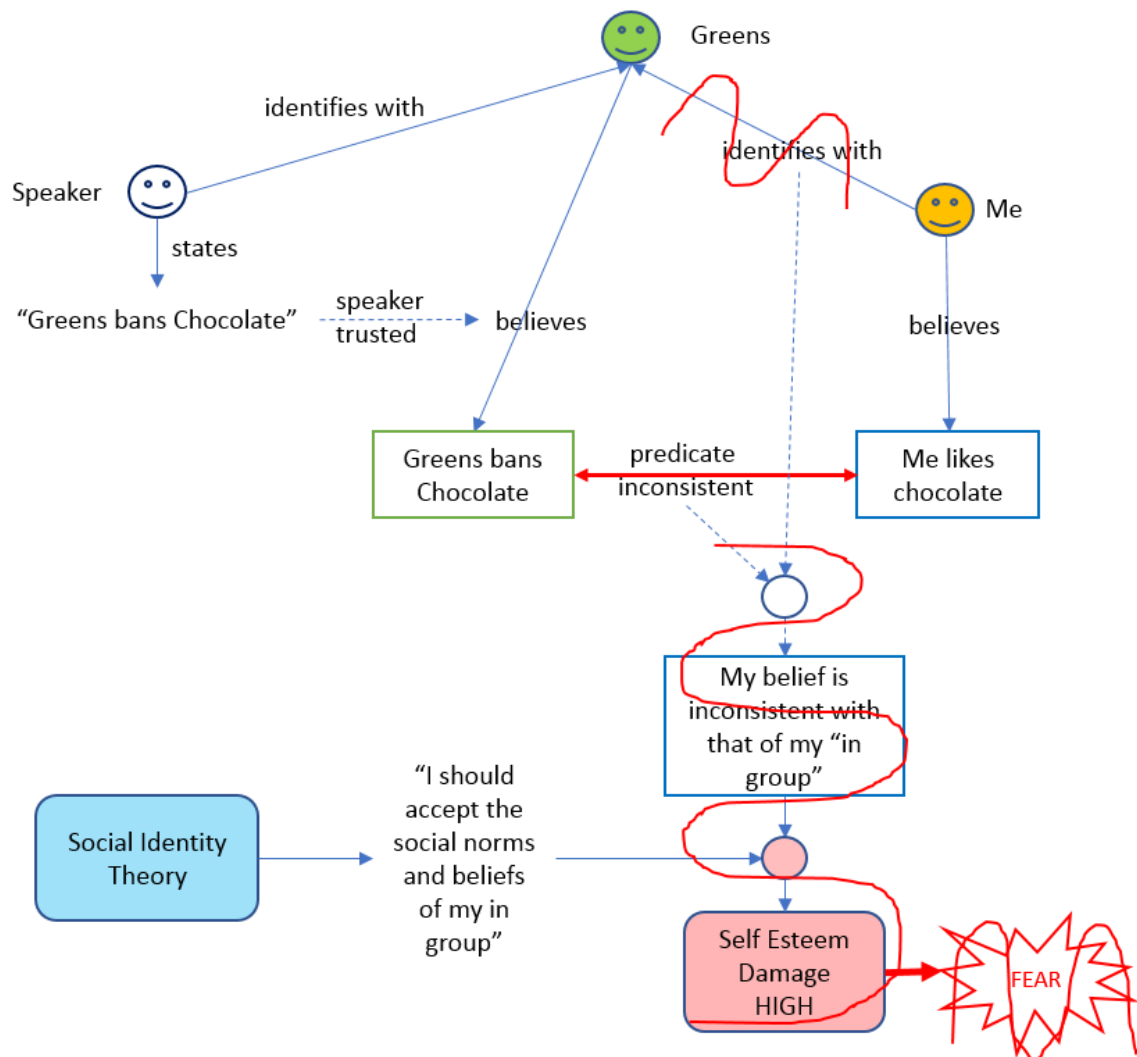 Greens
identifies with
identifies with
Speaker
Me
states
“Greens bans Chocolate”
speaker
trusted
believes
believes
Greens bans
Chocolate
predicate
inconsistent
Me likes
chocolate
My belief is
inconsistent with
that of my “in
group”
Social Identity
Theory
“I should
accept the
social norms
and beliefs
of my in
group”
Self Esteem
Damage
HIGH
FEAR